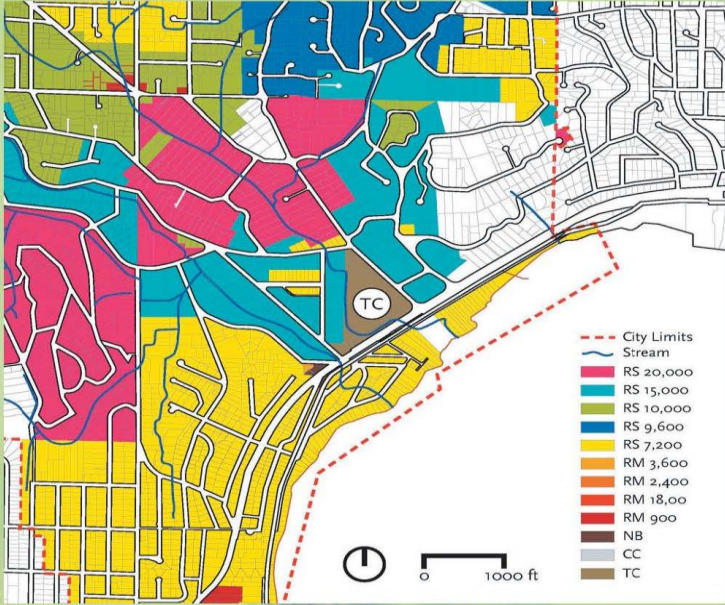 TC
City Limits
Stream
RS 20,000
RS 15,000
RS 10,000
RS 9,600
RS 7,200
RM 3,600
RM 2,400
RM 18,00
RM 900
NB
CC
TC
0 1000 ft